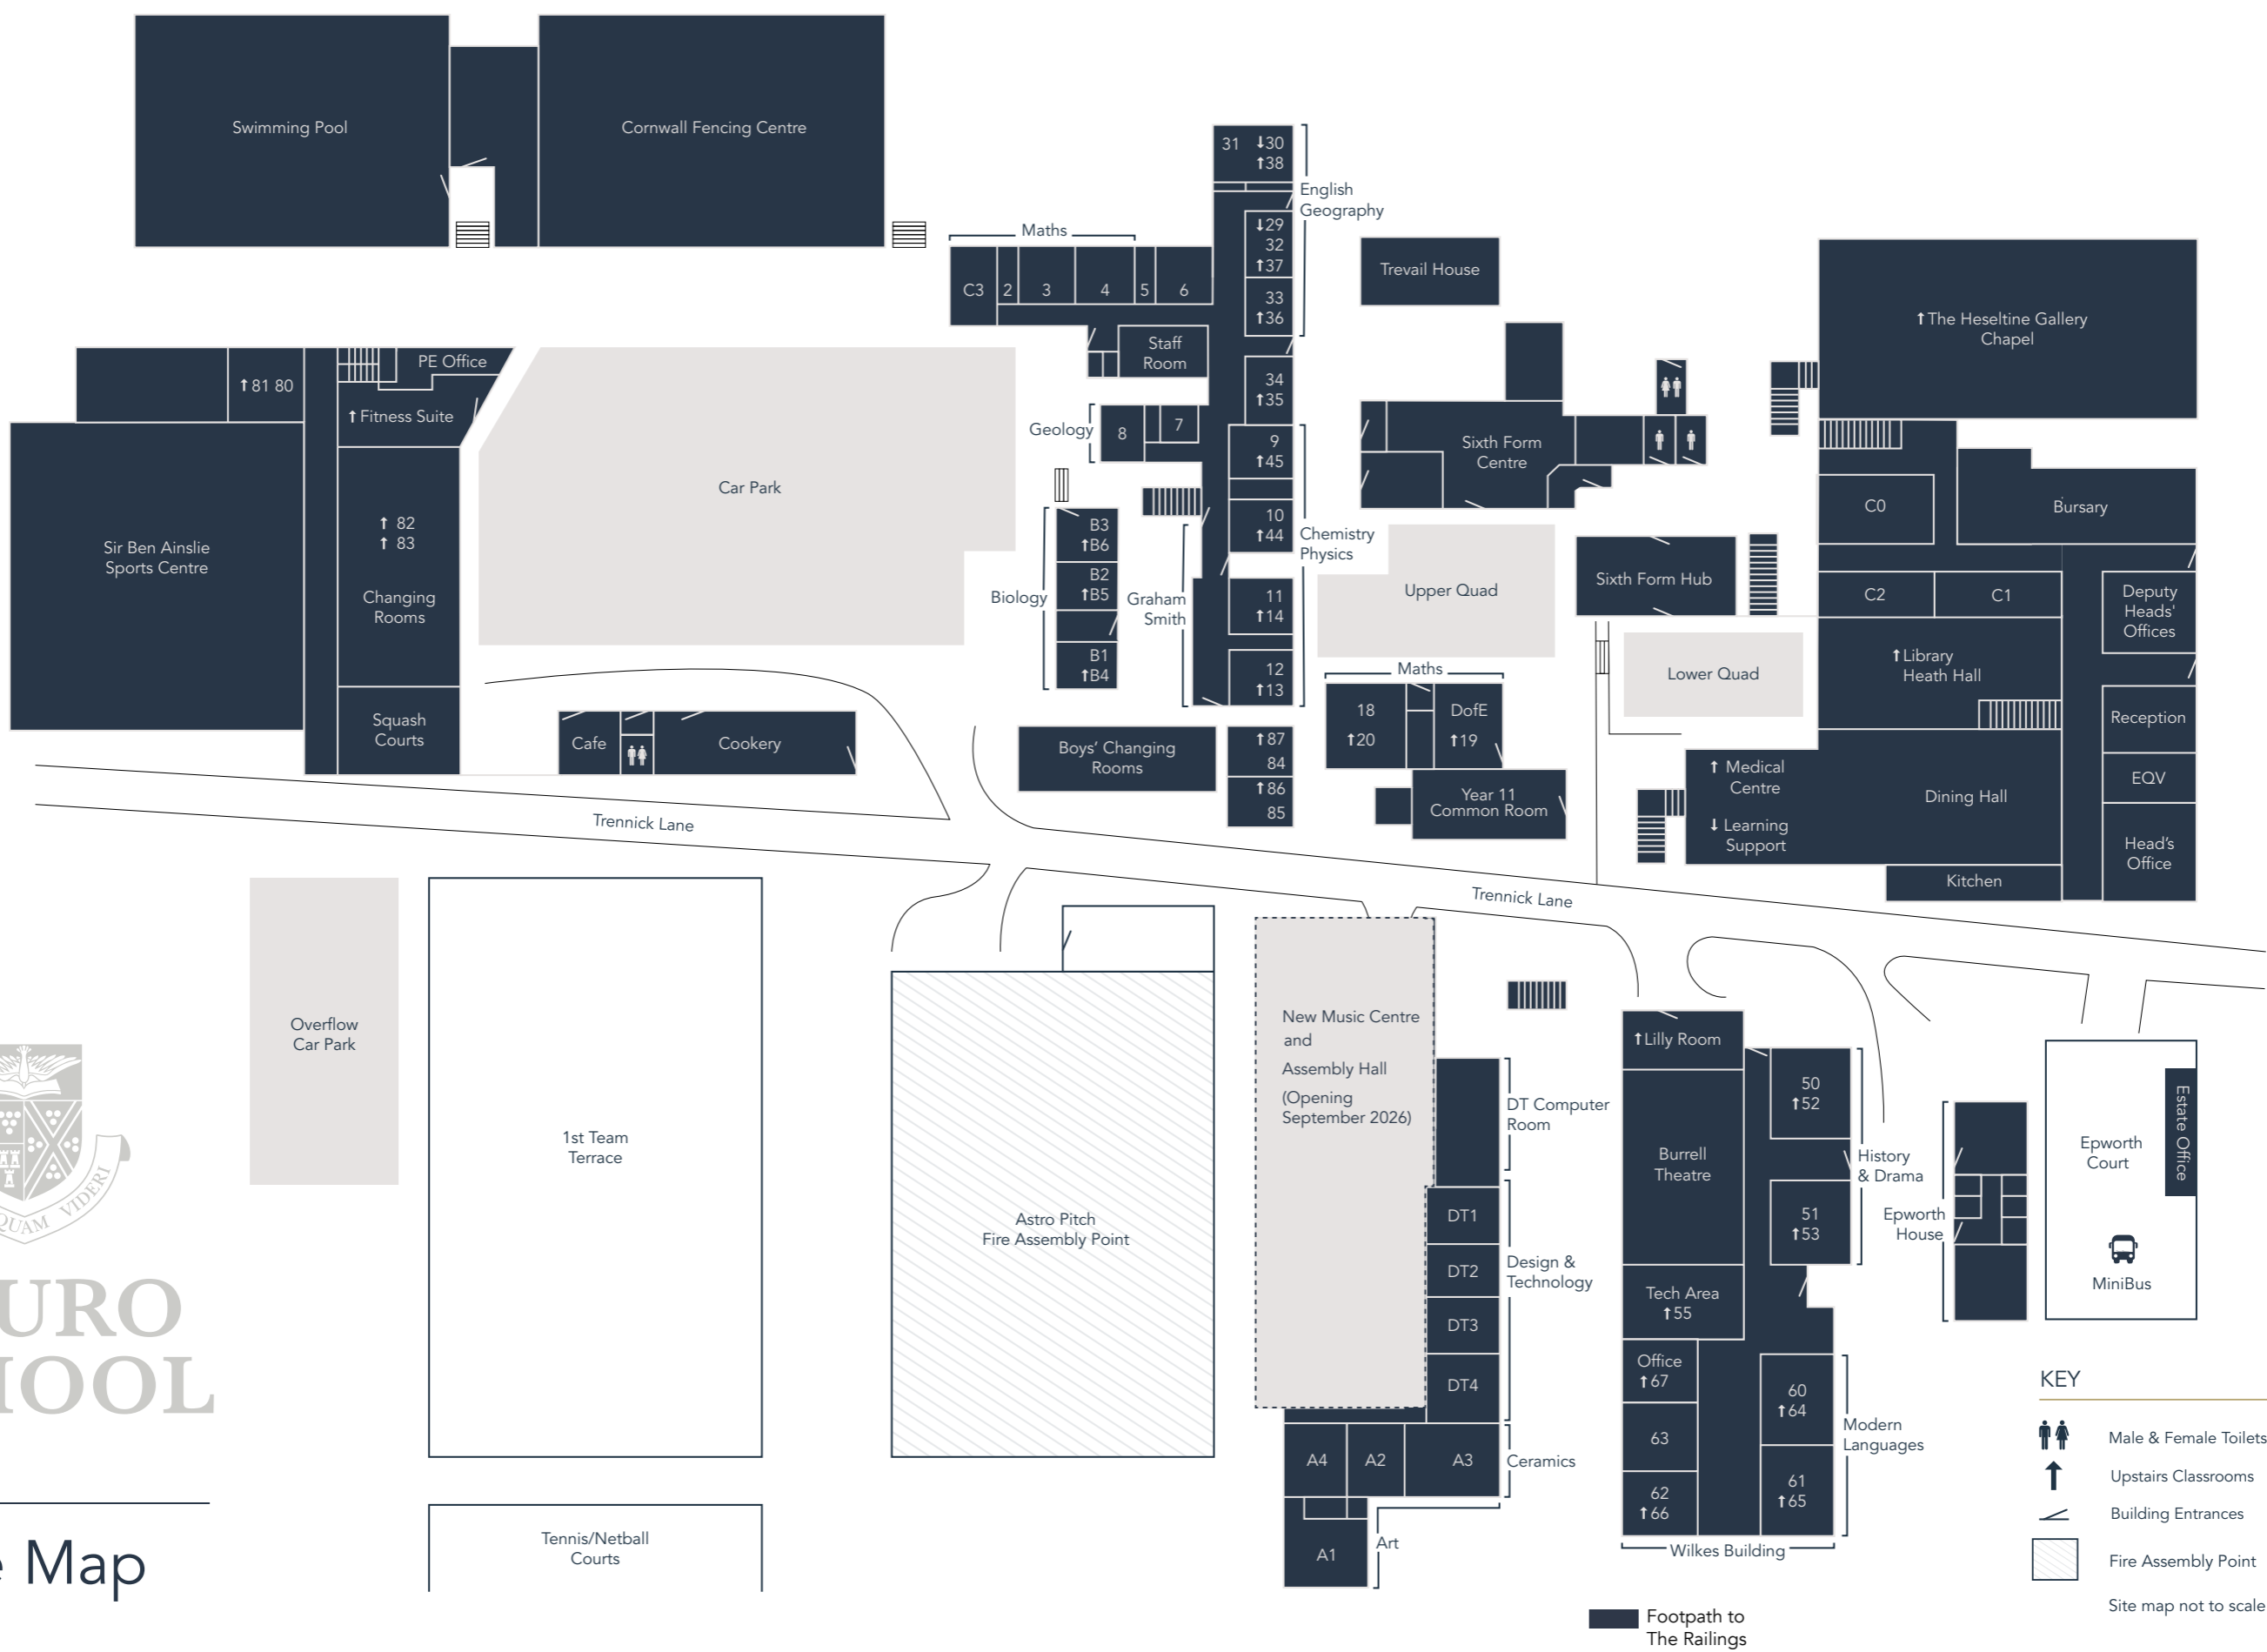 Swimming Pool
Cornwall Fencing Centre
31 ↓30
↑38
English
Geography
↓29
32
↑37
33
↑36
Maths
C3 2 3 4 5 6
Staff
Room
34
↑35
Trevail House
↑The Heseltine Gallery
Chapel
PE Office
↑81 80
↑Fitness Suite
Car Park
Geology
8 7
9
↑45
10
↑44
Chemistry
Physics
Sixth Form
Centre
C0
Bursary
Sir Ben Ainslie
Sports Centre
↑ 82
↑ 83
Changing
Rooms
Squash
Courts
Biology
B3
↑B6
B2
↑B5
B1
↑B4
Graham
Smith
11
↑14
12
↑13
Upper Quad
Sixth Form Hub
Lower Quad
C2
C1
Deputy
Heads'
Offices
↑Library
Heath Hall
Reception
EQV
Head's
Office
Maths
18
↑20
DofE
↑19
Cafe
Cookery
Boys' Changing
Rooms
↑87
84
↑86
85
Year 11
Common Room
↑ Medical
Centre
↓ Learning
Support
Dining Hall
Kitchen
Trennick Lane
Trennick Lane
Overflow
Car Park
1st Team
Terrace
Astro Pitch
Fire Assembly Point
New Music Centre
and
Assembly Hall
(Opening
September 2026)
DT Computer
Room
DT1
DT2
DT3
DT4
Design &
Technology
A4 A2 A3
Ceramics
A1
Art
↑Lilly Room
Burrell
Theatre
50
↑52
51
↑53
History
& Drama
Tech Area
↑55
Office
↑67
63
62
↑66
60
↑64
61
↑65
Modern
Languages
Wilkes Building
Epworth
House
Epworth
Court
Estate Office
MiniBus
QUAM VIDERI
URO
HOOL
e Map
Tennis/Netball
Courts
KEY
Male & Female Toilets
Upstairs Classrooms
Building Entrances
Fire Assembly Point
Site map not to scale
Footpath to
The Railings